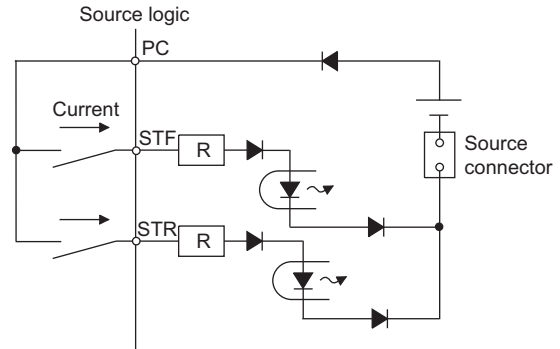 Source logic
PC
Current
STF
R
Source
connector
STR
R